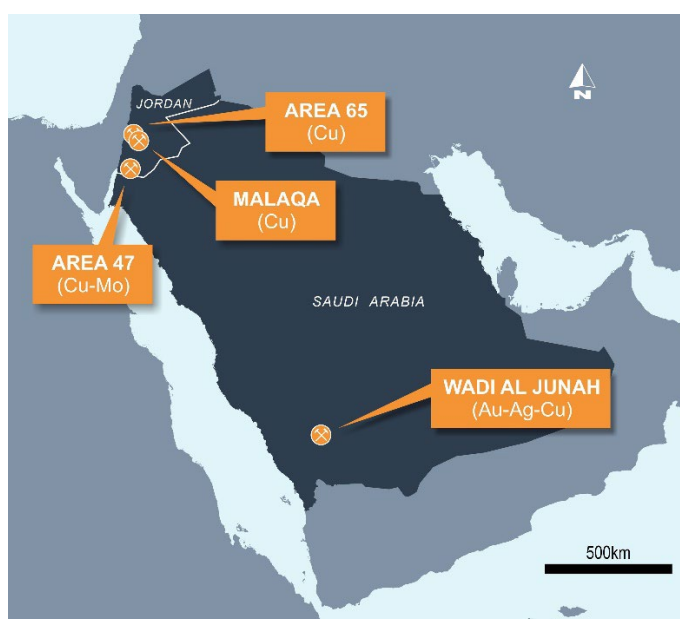 N
JORDAN
AREA 65
(Cu)
MALAQA
(Cu)
AREA 47
(Cu-Mo)
SAUDI ARABIA
WADI AL JUNAH
(Au-Ag-Cu)
500km